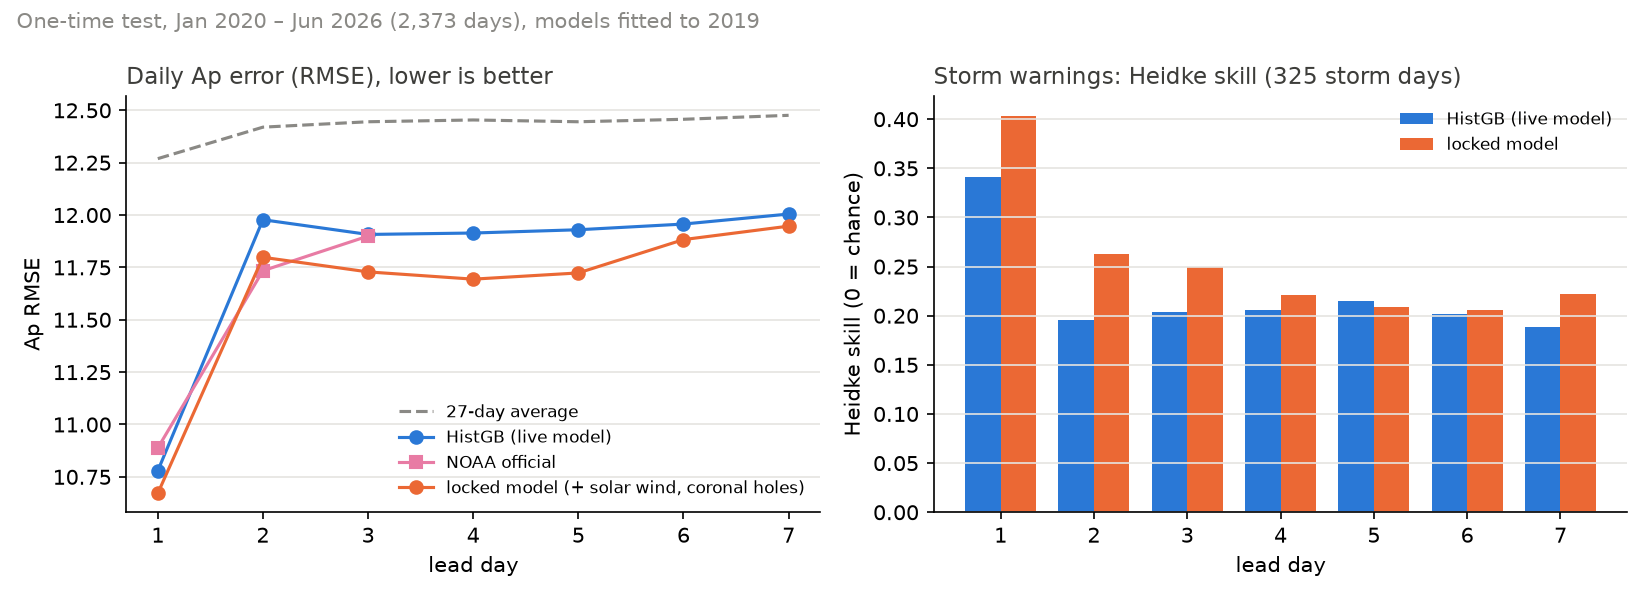 One-time test, Jan 2020 – Jun 2026 (2,373 days), models fitted to 2019
Daily Ap error (RMSE), lower is better
Ap RMSE
12.50
12.25
12.00
11.75
11.50
11.25
11.00
10.75
27-day average
HistGB (live model)
NOAA official
locked model (+ solar wind, coronal holes)
1 2 3 4 5 6 7
lead day
Storm warnings: Heidke skill (325 storm days)
Heidke skill (0 = chance)
0.40
0.35
0.30
0.25
0.20
0.15
0.10
0.05
0.00
HistGB (live model)
locked model
1 2 3 4 5 6 7
lead day